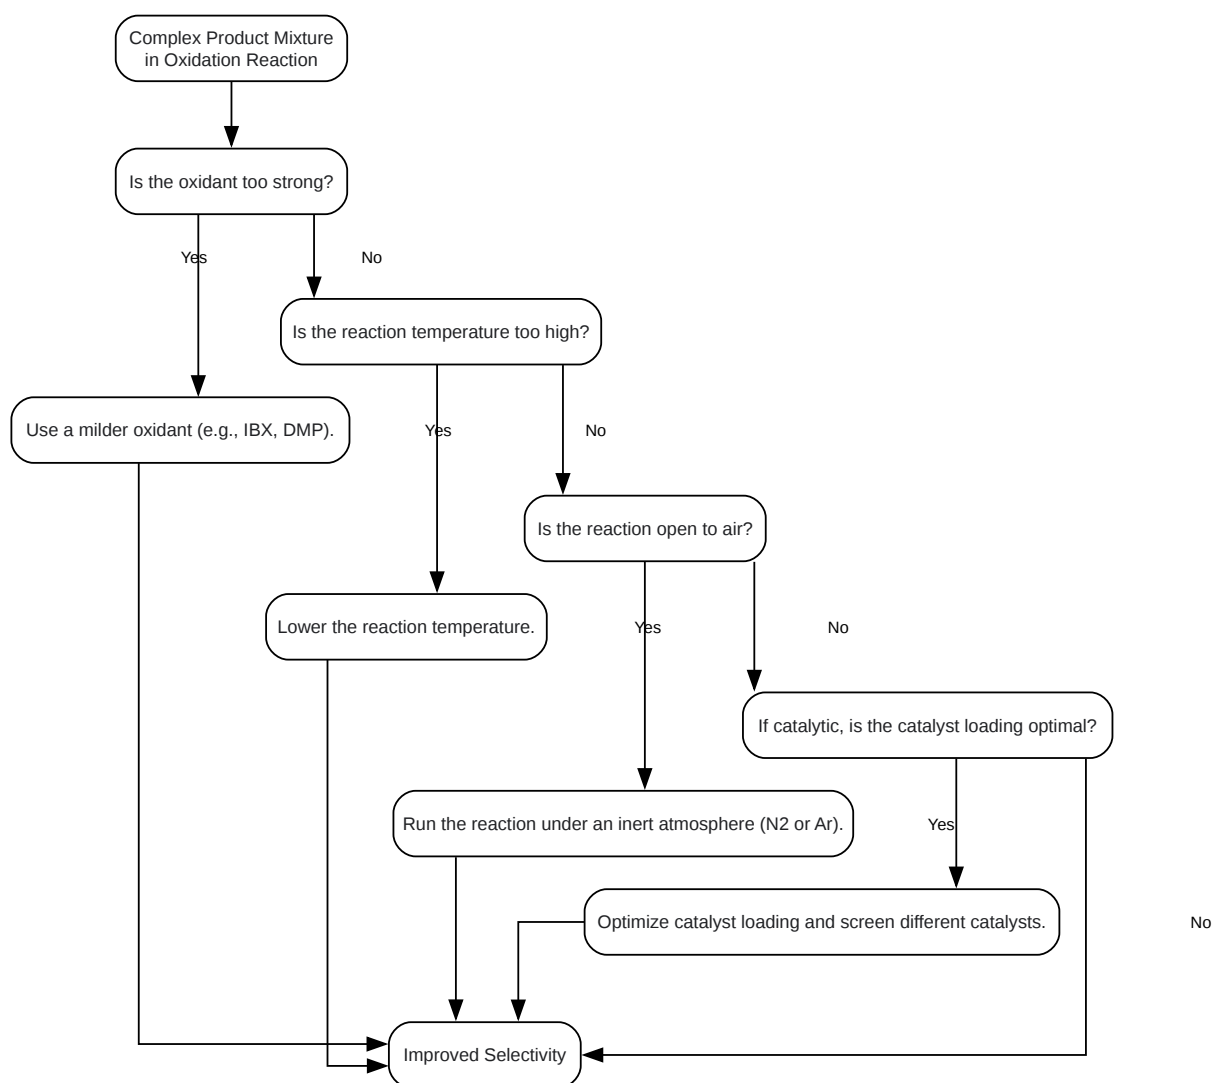 Complex Product Mixture
in Oxidation Reaction
Is the oxidant too strong?
Yes
No
Is the reaction temperature too high?
Use a milder oxidant (e.g., IBX, DMP).
Yes
No
Is the reaction open to air?
Lower the reaction temperature.
Yes
No
If catalytic, is the catalyst loading optimal?
Run the reaction under an inert atmosphere (N2 or Ar).
Yes
Optimize catalyst loading and screen different catalysts.
No
Improved Selectivity